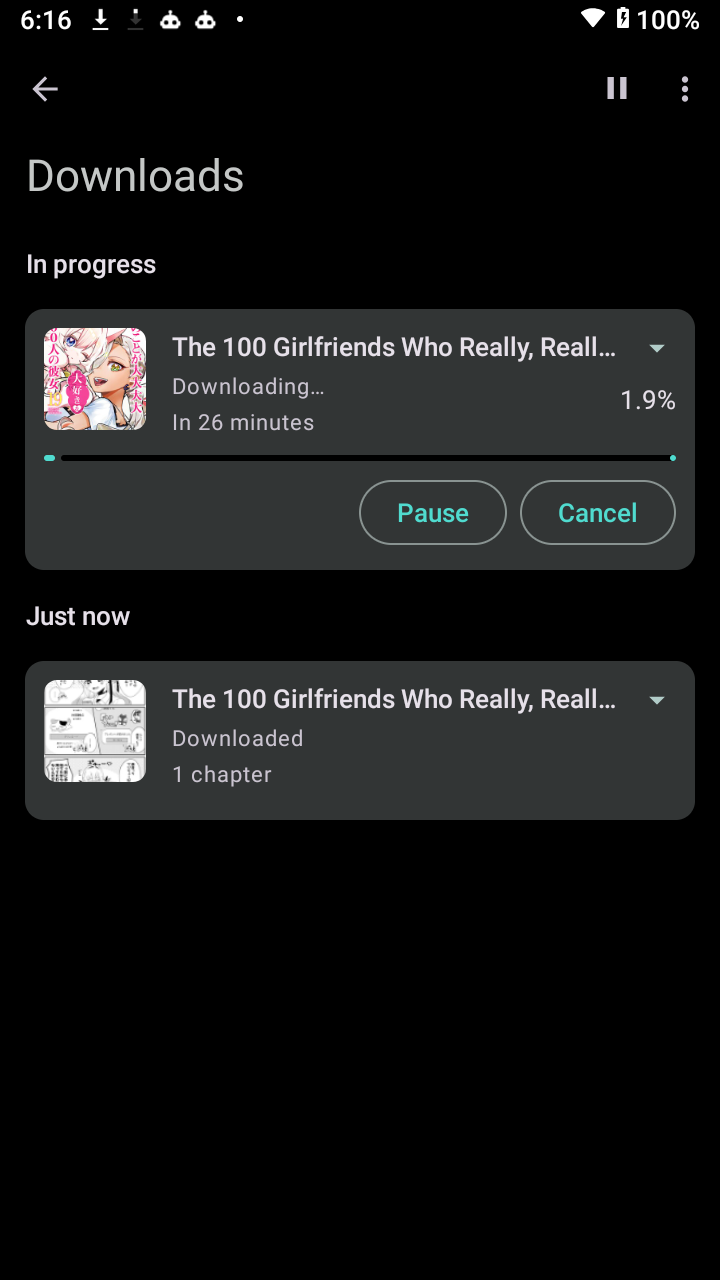 6:16
100%
Downloads
In progress
The 100 Girlfriends Who Really, Reall…
Downloading…
In 26 minutes
1.9%
Pause
Cancel
Just now
The 100 Girlfriends Who Really, Reall…
Downloaded
1 chapter